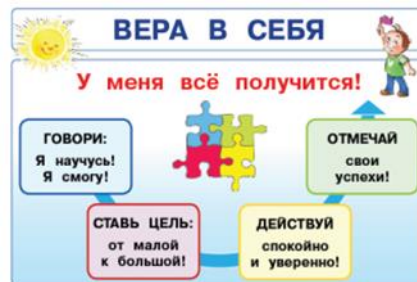 ВЕРА В СЕБЯ
У меня всё получится!
ГОВОРИ:
Я научусь!
Я смогу!
СТАВЬ ЦЕЛЬ:
от малой
к большой!
ДЕЙСТВУЙ
спокойно
и уверенно!
ОТМЕЧАЙ
свои
успехи!